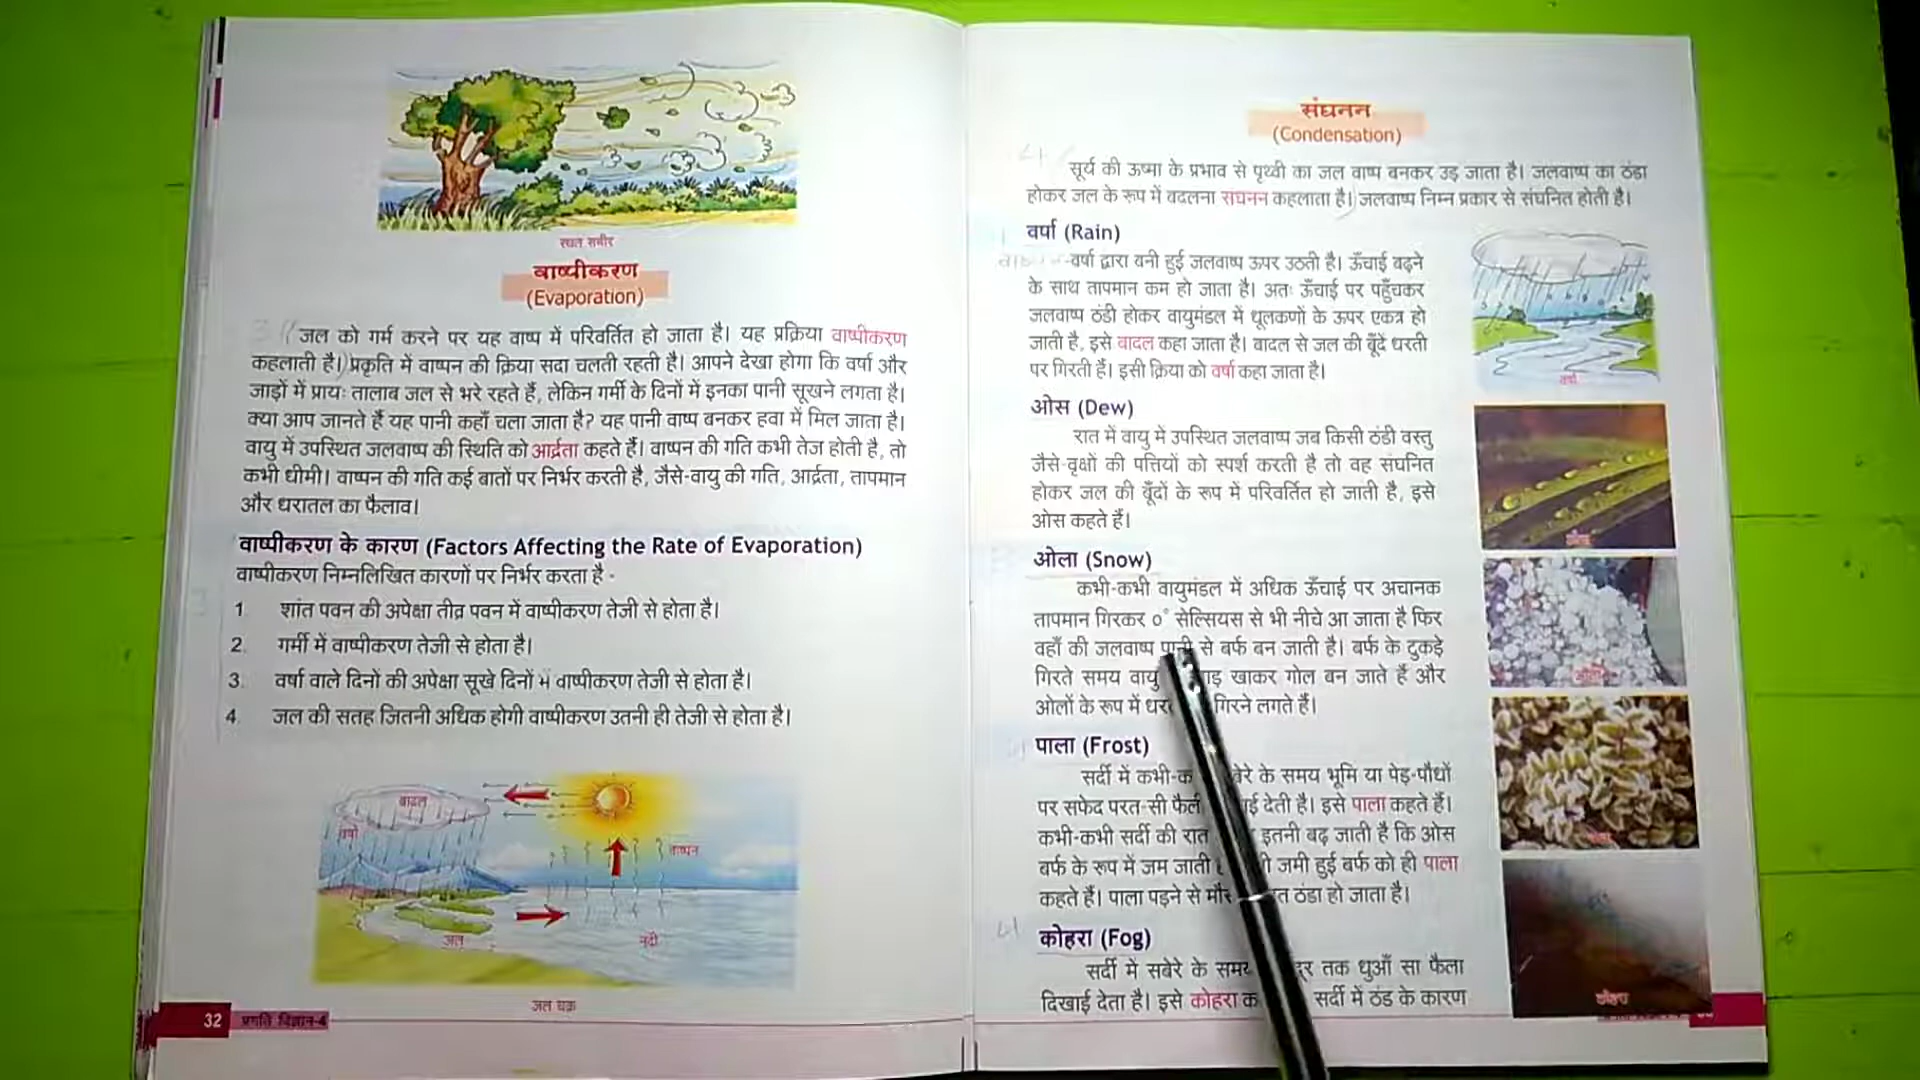 स्थल समीर
वाष्पीकरण
(Evaporation)
जल को गर्म करने पर यह वाष्प में परिवर्तित हो जाता है। यह प्रक्रिया वाष्पीकरण
कहलाती है। प्रकृति में वाष्पन की क्रिया सदा चलती रहती है। आपने देखा होगा कि वर्षा और
जाड़ों में प्रायः तालाब जल से भरे रहते हैं, लेकिन गर्मी के दिनों में इनका पानी सूखने लगता है।
क्या आप जानते हैं यह पानी कहाँ चला जाता है? यह पानी वाष्प बनकर हवा में मिल जाता है।
वायु में उपस्थित जलवाष्प की स्थिति को आर्द्रता कहते हैं। वाष्पन की गति कभी तेज होती है, तो
कभी धीमी। वाष्पन की गति कई बातों पर निर्भर करती है, जैसे-वायु की गति, आर्द्रता, तापमान
और धरातल का फैलाव।
वाष्पीकरण के कारण (Factors Affecting the Rate of Evaporation)
वाष्पीकरण निम्नलिखित कारणों पर निर्भर करता है -
1. शांत पवन की अपेक्षा तीव्र पवन में वाष्पीकरण तेजी से होता है।
2. गर्मी में वाष्पीकरण तेजी से होता है।
3. वर्षा वाले दिनों की अपेक्षा सूखे दिनों में वाष्पीकरण तेजी से होता है।
4. जल की सतह जितनी अधिक होगी वाष्पीकरण उतनी ही तेजी से होता है।
बादल
वर्षा
वाष्पन
जल
नदी
जल चक्र
32 प्रगति विज्ञान-4
संघनन
(Condensation)
सूर्य की ऊष्मा के प्रभाव से पृथ्वी का जल वाष्प बनकर उड़ जाता है। जलवाष्प का ठंडा
होकर जल के रूप में बदलना संघनन कहलाता है। जलवाष्प निम्न प्रकार से संघनित होती है।
वर्षा (Rain)
वर्षा द्वारा बनी हुई जलवाष्प ऊपर उठती है। ऊँचाई बढ़ने
के साथ तापमान कम हो जाता है। अतः ऊँचाई पर पहुँचकर
जलवाष्प ठंडी होकर वायुमंडल में धूलकणों के ऊपर एकत्र हो
जाती है, इसे बादल कहा जाता है। बादल से जल की बूँदें धरती
पर गिरती हैं। इसी क्रिया को वर्षा कहा जाता है।
वर्षा
ओस (Dew)
रात में वायु में उपस्थित जलवाष्प जब किसी ठंडी वस्तु
जैसे-वृक्षों की पत्तियों को स्पर्श करती है तो वह संघनित
होकर जल की बूँदों के रूप में परिवर्तित हो जाती है, इसे
ओस कहते हैं।
ओला (Snow)
कभी-कभी वायुमंडल में अधिक ऊँचाई पर अचानक
तापमान गिरकर ०° सेल्सियस से भी नीचे आ जाता है फिर
वहाँ की जलवाष्प पानी से बर्फ बन जाती है। बर्फ के टुकड़े
गिरते समय वायु खाकर गोल बन जाते हैं और
ओलों के रूप में गिरने लगते हैं।
पाला (Frost)
सर्दी में के समय भूमि या पेड़-पौधों
पर सफेद परत-सी देती है। इसे पाला कहते हैं।
कभी-कभी सर्दी की रात इतनी बढ़ जाती है कि ओस
बर्फ के रूप में जम जाती जमी हुई बर्फ को ही पाला
कहते हैं। पाला पड़ने से ठंडा हो जाता है।
कोहरा (Fog)
सर्दी में सबेरे के समय दूर तक धुआँ सा फैला
दिखाई देता है। इसे कोहरा सर्दी में ठंड के कारण
कोहरा